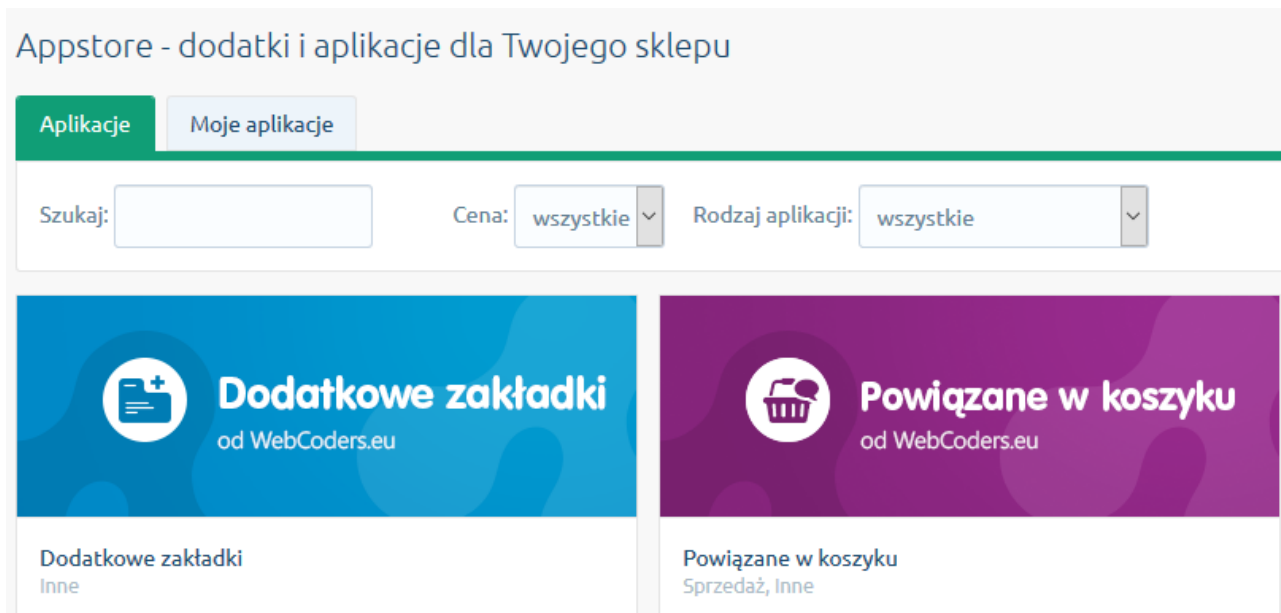 Appstore - dodatki i aplikacje dla Twojego sklepu
Aplikacje Moje aplikacje
Szukaj: Cena: wszystkie Rodzaj aplikacji: wszystkie
Dodatkowe zakładki
od WebCoders.eu
Powiązane w koszyku
od WebCoders.eu
Dodatkowe zakładki
Inne
Powiązane w koszyku
Sprzedaż, Inne